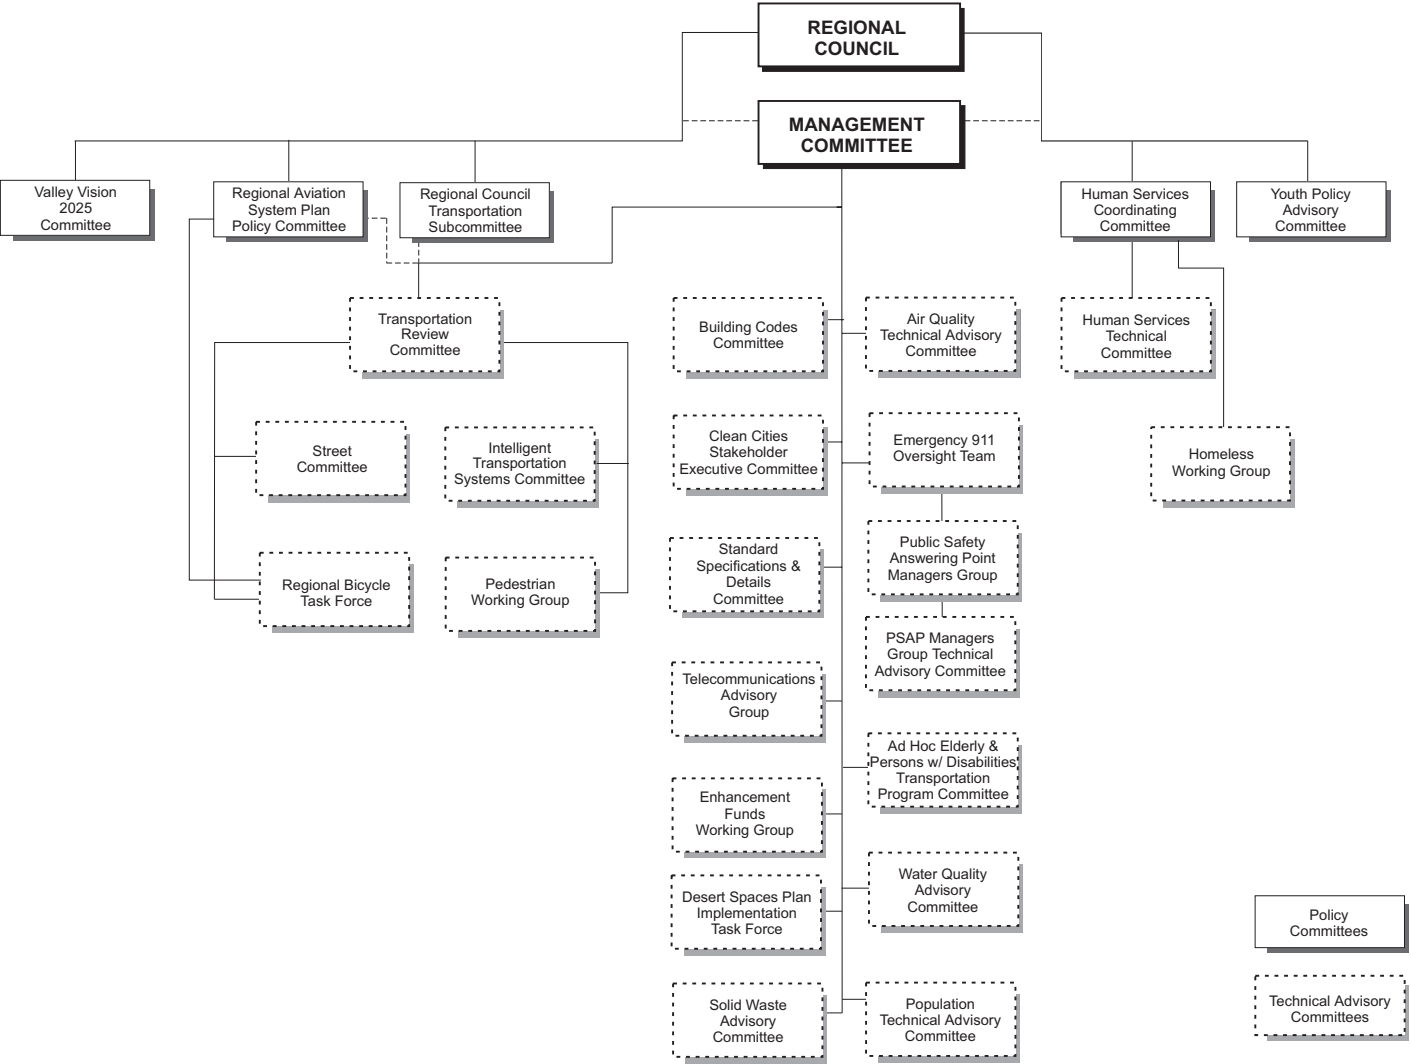 REGIONAL
COUNCIL
MANAGEMENT
COMMITTEE
Valley Vision
2025
Committee
Regional Aviation
System Plan
Policy Committee
Regional Council
Transportation
Subcommittee
Human Services
Coordinating
Committee
Youth Policy
Advisory
Committee
Transportation
Review
Committee
Building Codes
Committee
Air Quality
Technical Advisory
Committee
Human Services
Technical
Committee
Street
Committee
Intelligent
Transportation
Systems Committee
Clean Cities
Stakeholder
Executive Committee
Emergency 911
Oversight Team
Homeless
Working Group
Regional Bicycle
Task Force
Pedestrian
Working Group
Standard
Specifications &
Details
Committee
Public Safety
Answering Point
Managers Group
PSAP Managers
Group Technical
Advisory Committee
Telecommunications
Advisory
Group
Ad Hoc Elderly &
Persons w/ Disabilities
Transportation
Program Committee
Enhancement
Funds
Working Group
Water Quality
Advisory
Committee
Desert Spaces Plan
Implementation
Task Force
Solid Waste
Advisory
Committee
Population
Technical Advisory
Committee
Policy
Committees
Technical Advisory
Committees